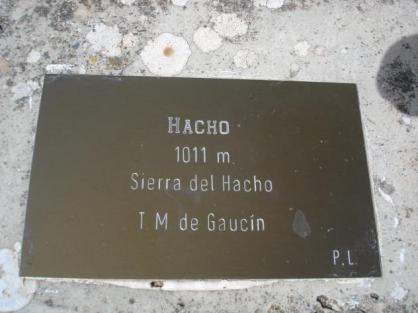 HACHO
1011 m.
Sierra del Hacho
T M de Gaucín
P.L.